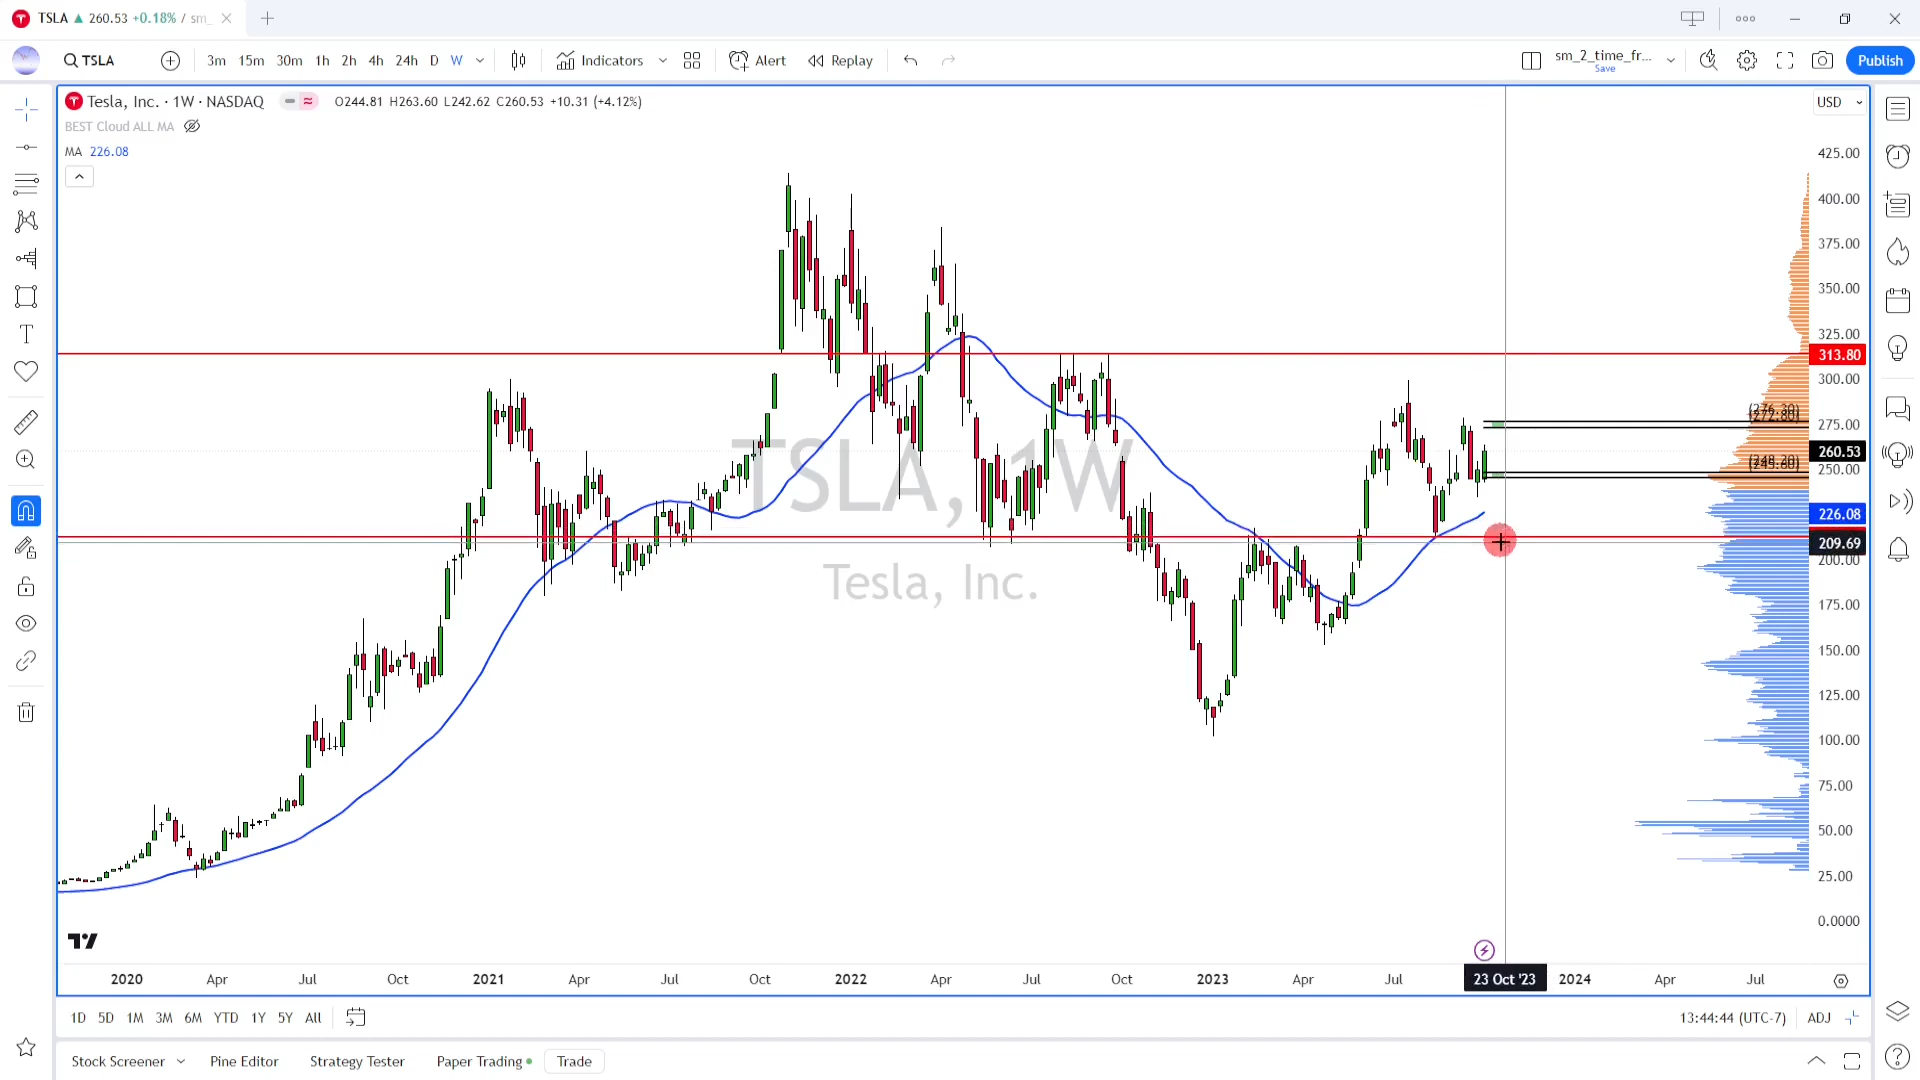 TSLA ▲ 260.53 +0.18% / sm_
TSLA 3m 15m 30m 1h 2h 4h 24h D W Indicators Alert Replay sm_2_time_fr... Save Publish
Tesla, Inc. · 1W · NASDAQ O244.81 H263.60 L242.62 C260.53 +10.31 (+4.12%) USD
BEST Cloud ALL MA
MA 226.08
425.00
400.00
375.00
350.00
325.00
313.80
300.00
(276.30)
(272.80)
275.00
260.53
(248.20)
(245.60)
250.00
226.08
209.69
200.00
175.00
150.00
125.00
100.00
75.00
50.00
25.00
0.0000
TSLA, 1W
Tesla, Inc.
2020 Apr Jul Oct 2021 Apr Jul Oct 2022 Apr Jul Oct 2023 Apr Jul 23 Oct '23 2024 Apr Jul
1D 5D 1M 3M 6M YTD 1Y 5Y All 13:44:44 (UTC-7) ADJ
Stock Screener Pine Editor Strategy Tester Paper Trading Trade